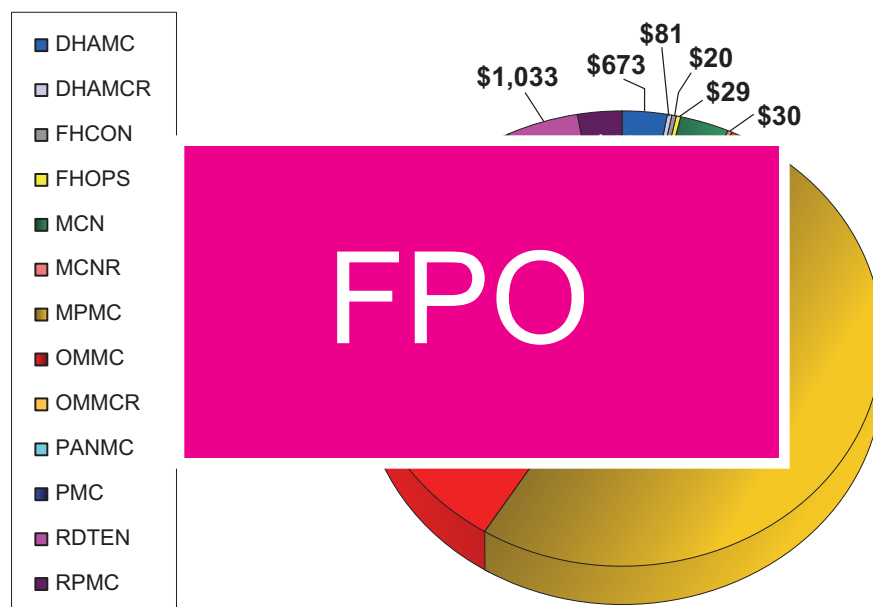 DHAMC
DHAMCR
FHCON
FHOPS
MCN
MCNR
MPMC
OMMC
OMMCR
PANMC
PMC
RDTEN
RPMC
$1,033
$673
$81
$20
$29
$30
FPO